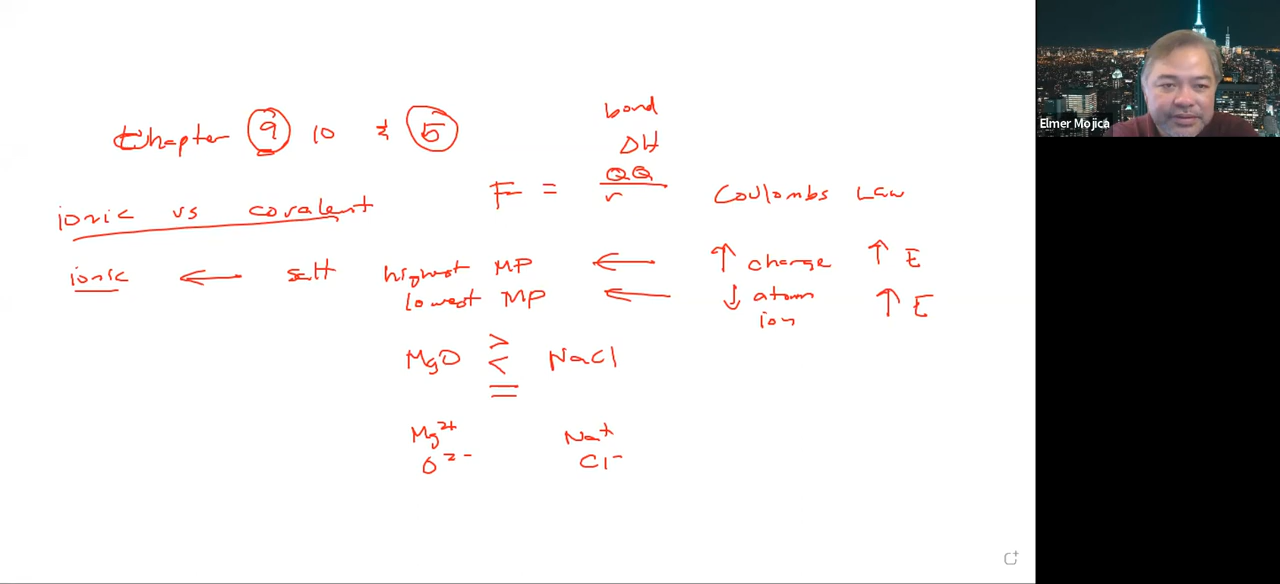 Chapter 9 10 & 5
bond
ΔH
F = QQ / r Coulombs Law
ionic vs covalent
ionic ← salt highest MP ← ↑ charge ↑ E
lowest MP ← ↓ atom ↑ E
ion
MgO > < = NaCl
Mg²⁺ Na⁺
O²⁻ Cl⁻
Elmer Mojica